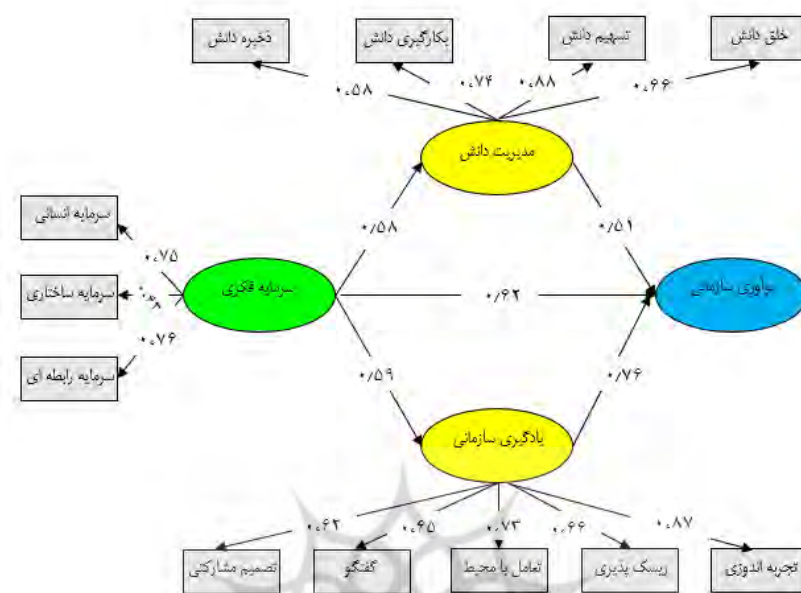 خلق دانش
تسهیم دانش
بکارگیری دانش
ذخیره دانش
۰.۶۶
۰.۸۸
۰.۷۴
۰.۵۸
مدیریت دانش
۰/۵۱
۰/۵۸
سرمایه انسانی
۰.۷۵
سرمایه ساختاری
سرمایه فکری
۰/۶۲
نوآوری سازمانی
۰.۷۶
سرمایه رابطه ای
۰/۷۶
۰/۵۹
یادگیری سازمانی
۰.۸۷
۰.۶۶
۰.۷۳
۰.۶۵
۰.۶۲
تجربه اندوزی
ریسک پذیری
تعامل با محیط
گفتگو
تصمیم مشارکتی